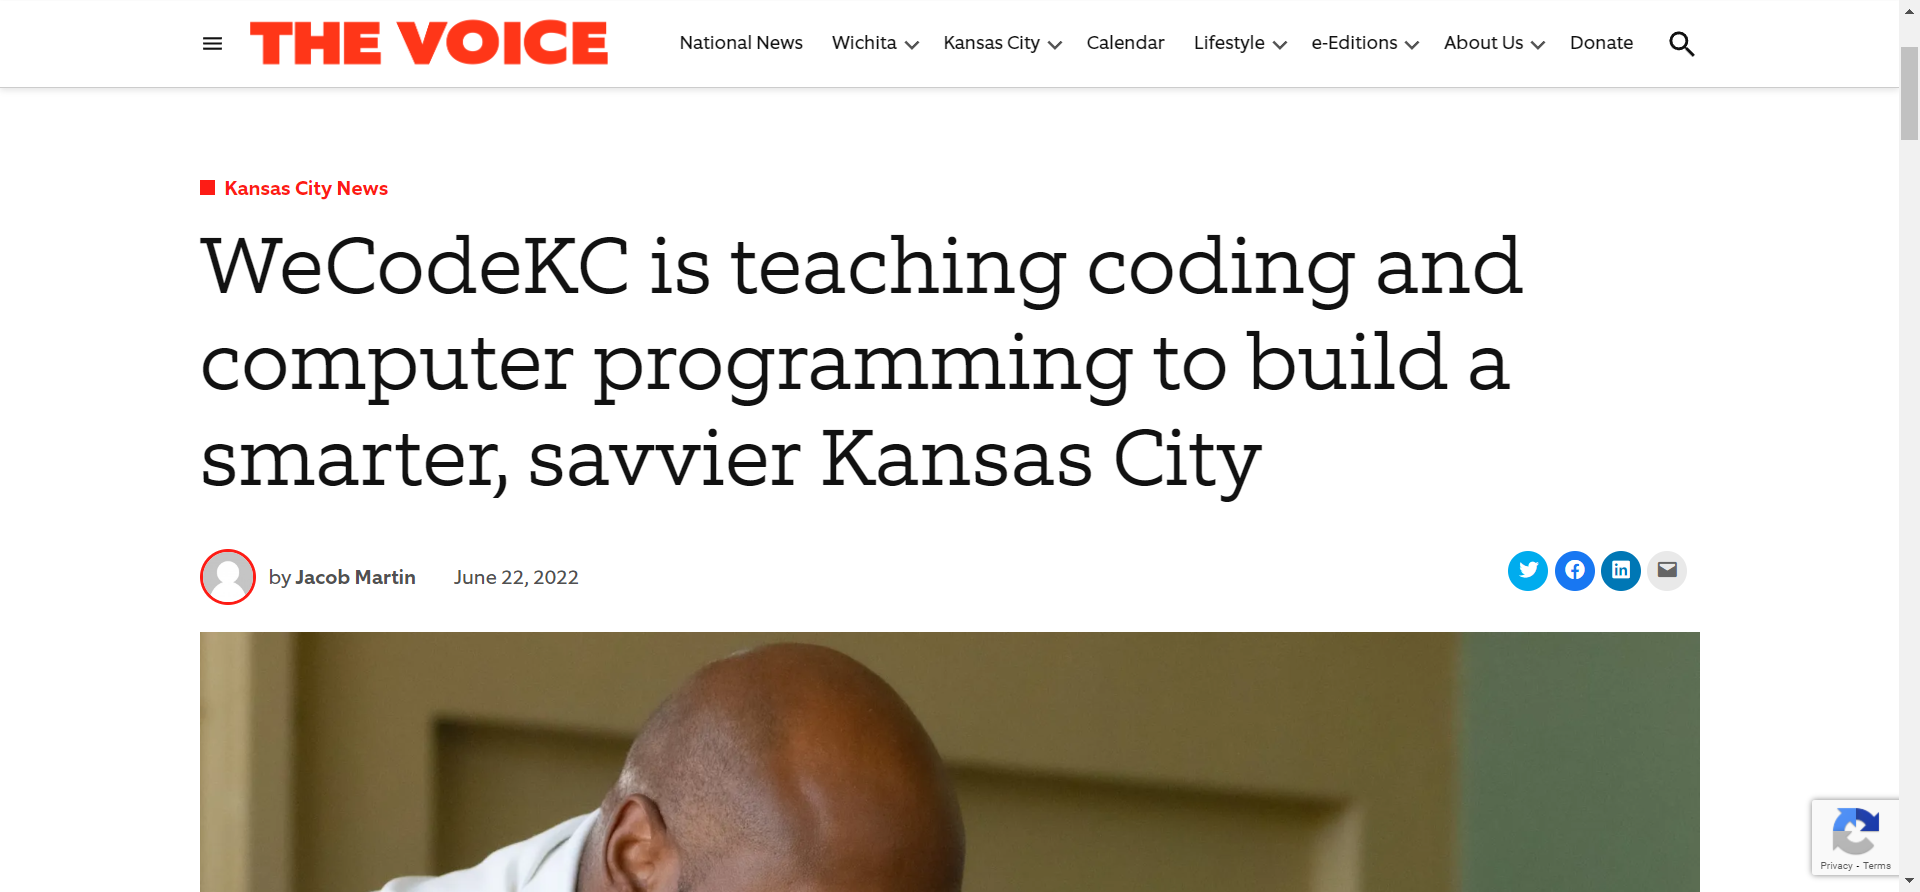 THE VOICE
National News Wichita Kansas City Calendar Lifestyle e-Editions About Us Donate
Kansas City News
WeCodeKC is teaching coding and
computer programming to build a
smarter, savvier Kansas City
by Jacob Martin June 22, 2022
in
Privacy - Terms